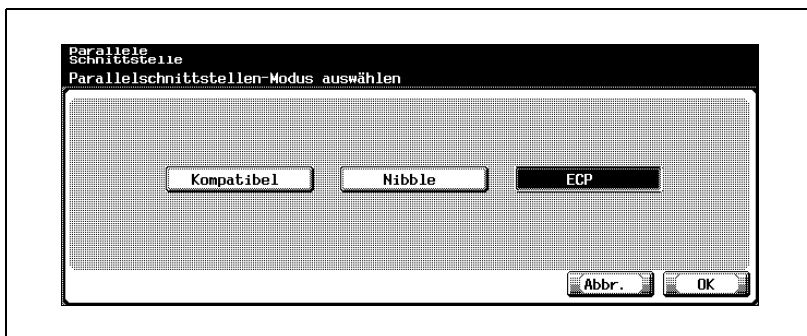 Parallele
Schnittstelle
Parallelschnittstellen-Modus auswählen
Kompatibel Nibble ECP
Abbr. OK